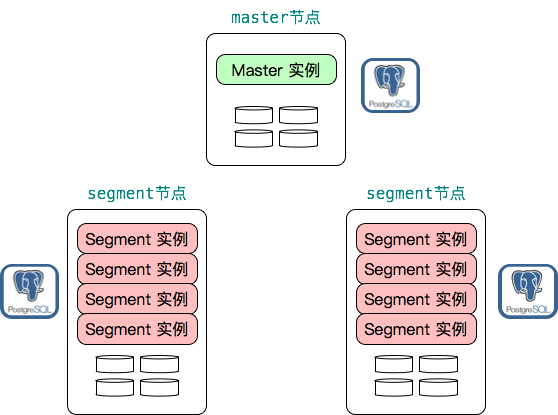 master节点
Master 实例
PostgreSQL
segment节点
segment节点
Segment 实例
Segment 实例
Segment 实例
Segment 实例
PostgreSQL
Segment 实例
Segment 实例
Segment 实例
Segment 实例
PostgreSQL